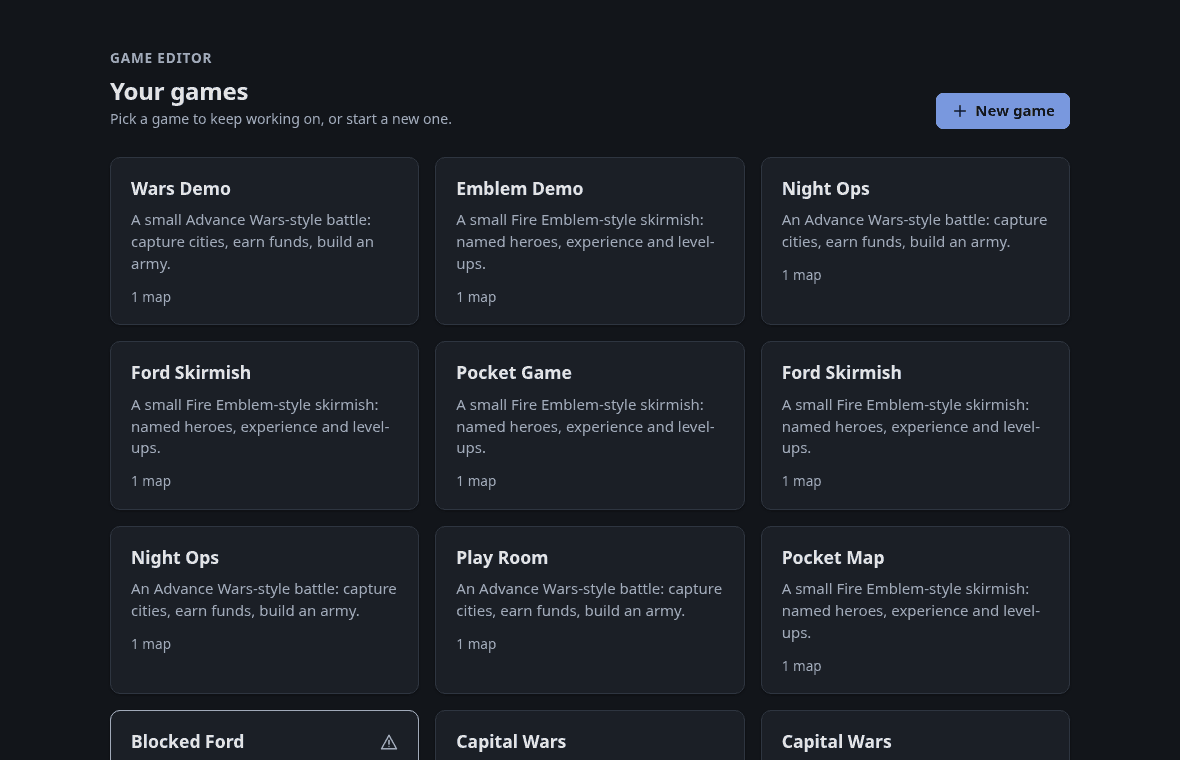 GAME EDITOR
Your games
Pick a game to keep working on, or start a new one.
New game
Wars Demo
A small Advance Wars-style battle:
capture cities, earn funds, build an
army.
1 map
Emblem Demo
A small Fire Emblem-style skirmish:
named heroes, experience and level-
ups.
1 map
Night Ops
An Advance Wars-style battle: capture
cities, earn funds, build an army.
1 map
Ford Skirmish
A small Fire Emblem-style skirmish:
named heroes, experience and level-
ups.
1 map
Pocket Game
A small Fire Emblem-style skirmish:
named heroes, experience and level-
ups.
1 map
Ford Skirmish
A small Fire Emblem-style skirmish:
named heroes, experience and level-
ups.
1 map
Night Ops
An Advance Wars-style battle: capture
cities, earn funds, build an army.
1 map
Play Room
An Advance Wars-style battle: capture
cities, earn funds, build an army.
1 map
Pocket Map
A small Fire Emblem-style skirmish:
named heroes, experience and level-
ups.
1 map
Blocked Ford
Capital Wars
Capital Wars